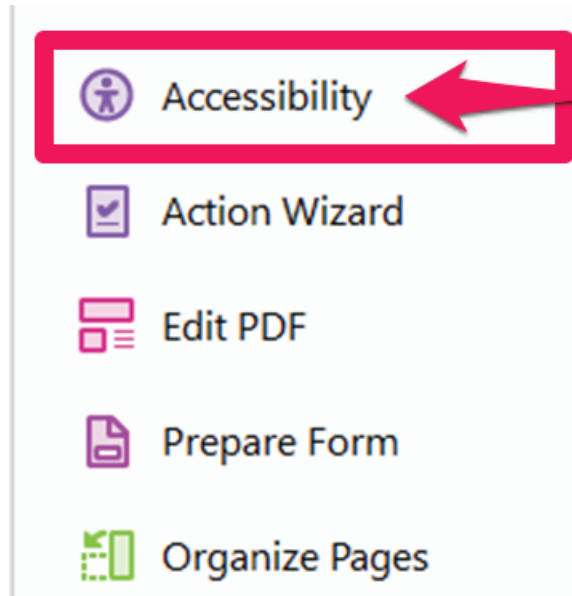 Accessibility
Action Wizard
Edit PDF
Prepare Form
Organize Pages